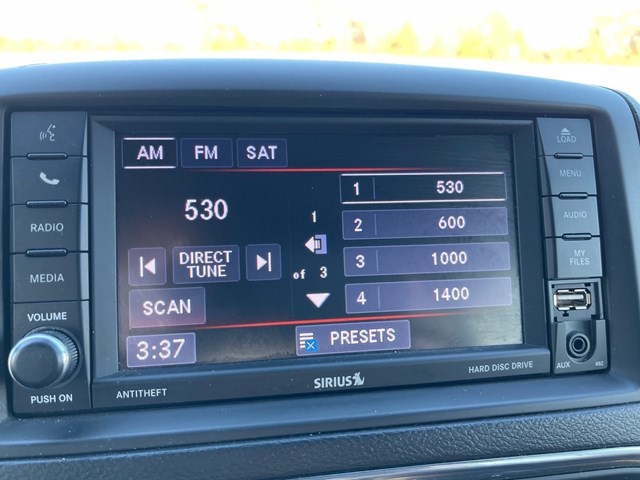 AM FM SAT
LOAD
530
1 530
MENU
2 600
RADIO
1
AUDIO
DIRECT
TUNE
3 1000
MY
FILES
of 3
MEDIA
SCAN
4 1400
VOLUME
3:37
PRESETS
AUX
PUSH ON
ANTITHEFT
SIRIUS
HARD DISC DRIVE